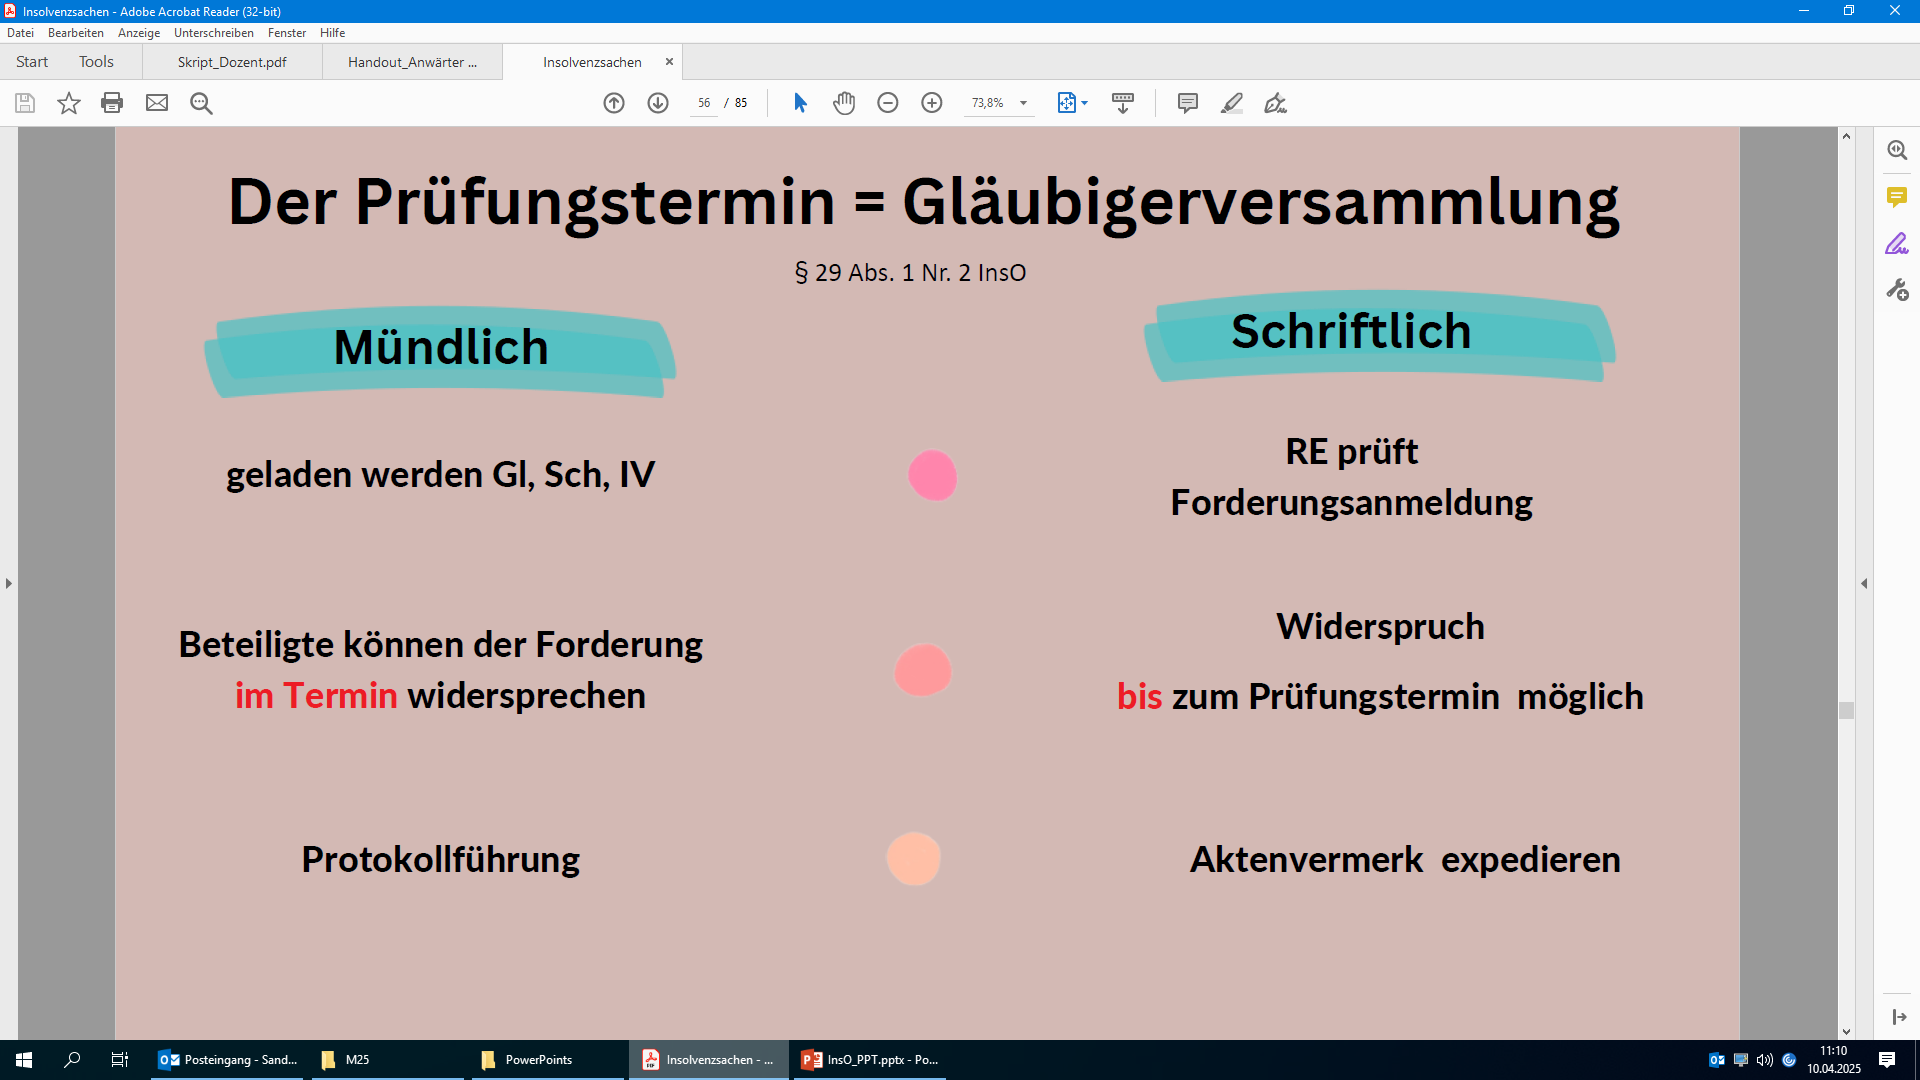 Insolvenzsachen - Adobe Acrobat Reader (32-bit)
Datei Bearbeiten Anzeige Unterschreiben Fenster Hilfe
Start Tools Skript_Dozent.pdf Handout_Anwärter ... Insolvenzsachen
56 / 85 73,8%
Der Prüfungstermin = Gläubigerversammlung
§ 29 Abs. 1 Nr. 2 InsO
Mündlich
geladen werden Gl, Sch, IV
Beteiligte können der Forderung
im Termin widersprechen
Protokollführung
Schriftlich
RE prüft
Forderungsanmeldung
Widerspruch
bis zum Prüfungstermin möglich
Aktenvermerk expedieren
Posteingang - Sand... M25 PowerPoints Insolvenzsachen - ... InsO_PPT.pptx - Po...
11:10
10.04.2025